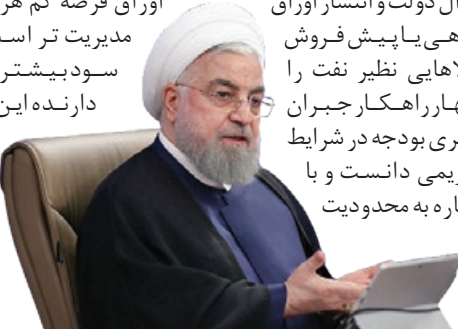 ال دولت و انتشار اوراق
هی یا پیش فروش
لاهایی نظیر نفت را
هار راهکار جبران
ری بودجه در شرایط
ریمی دانست و با
اره به محدودیت
اوراق قرضه کم هز
مدیریت تر اس
سود بیشتر
دارنده این